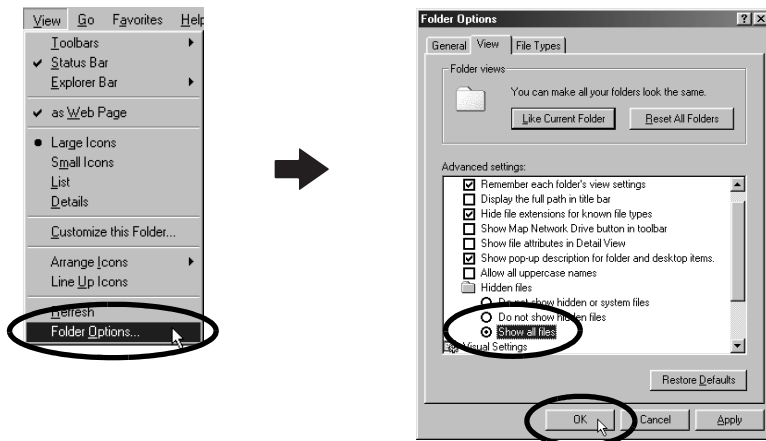 View Go Favorites Help
Toolbars
Status Bar
Explorer Bar
as Web Page
Large Icons
Small Icons
List
Details
Customize this Folder...
Arrange Icons
Line Up Icons
Refresh
Folder Options...
Folder Options
General View File Types
Folder views
You can make all your folders look the same.
Like Current Folder Reset All Folders
Advanced settings:
Remember each folder's view settings
Display the full path in title bar
Hide file extensions for known file types
Show Map Network Drive button in toolbar
Show file attributes in Detail View
Show pop-up description for folder and desktop items.
Allow all uppercase names
Hidden files
Do not show hidden or system files
Do not show hidden files
Show all files
Visual Settings
Restore Defaults
OK Cancel Apply